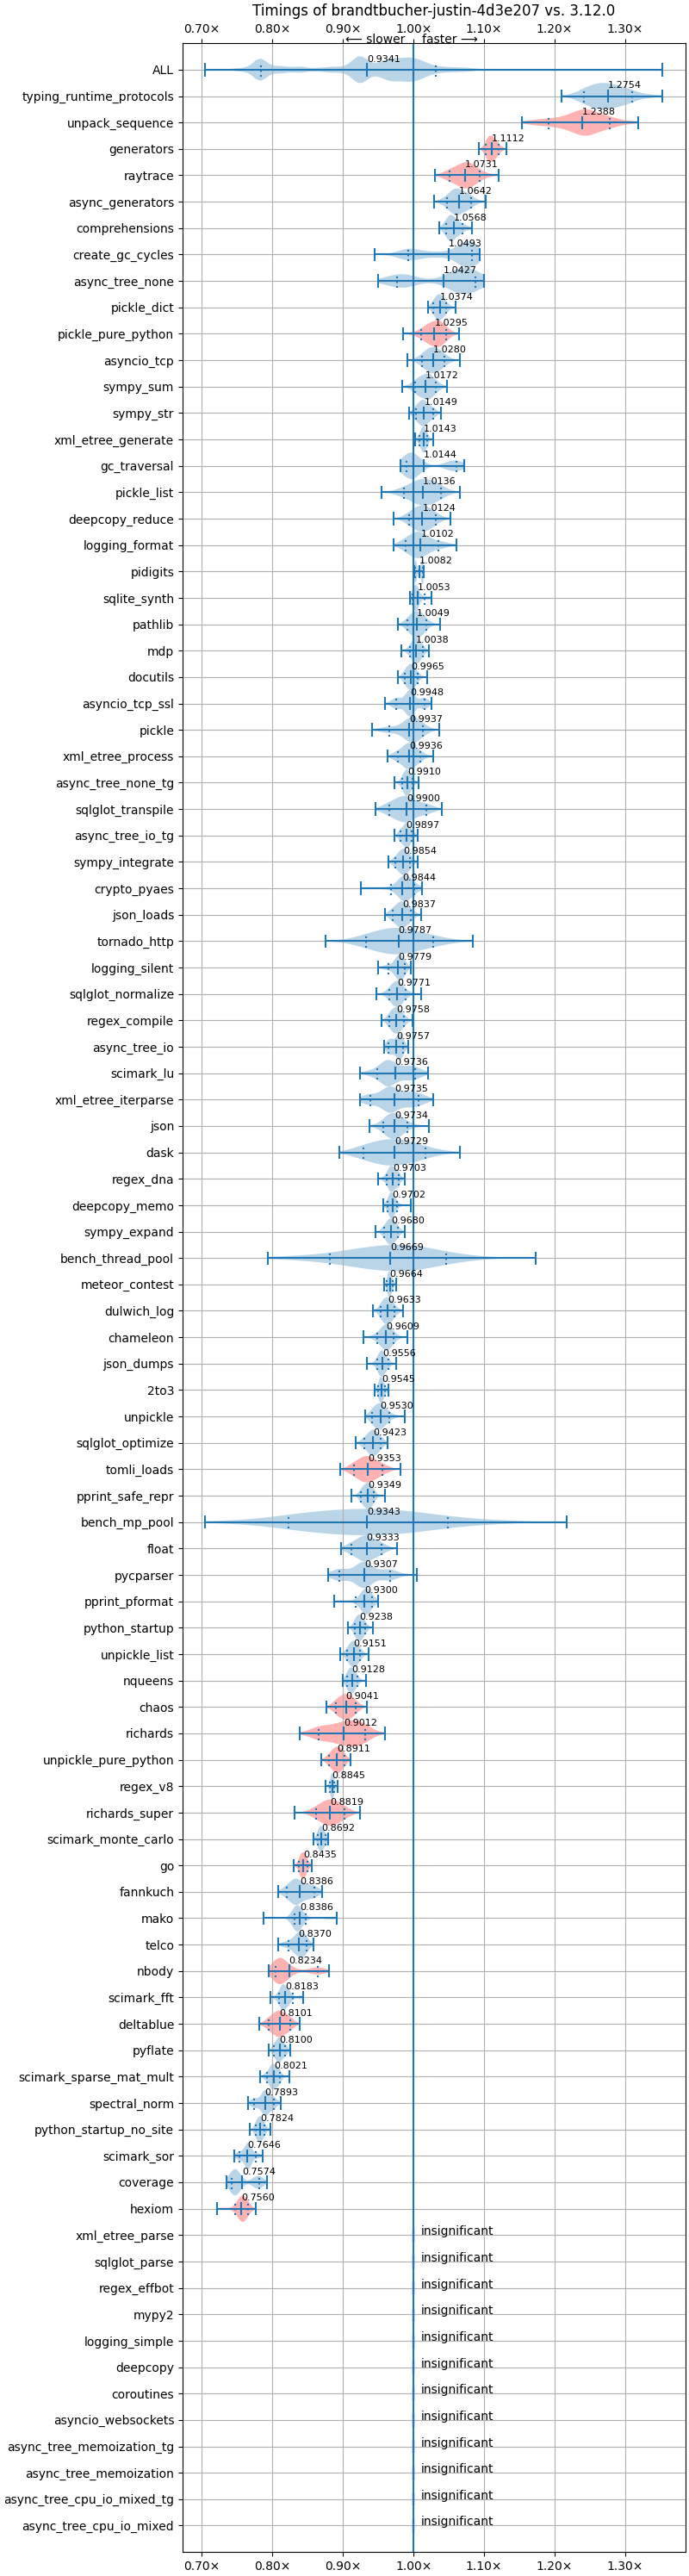 Timings of brandtbucher-justin-4d3e207 vs. 3.12.0
0.70× 0.80× 0.90× 1.00× 1.10× 1.20× 1.30×
⟵ slower faster ⟶
ALL 0.9341
typing_runtime_protocols 1.2754
unpack_sequence 1.2388
generators 1.1112
raytrace 1.0731
async_generators 1.0642
comprehensions 1.0568
create_gc_cycles 1.0493
async_tree_none 1.0427
pickle_dict 1.0374
pickle_pure_python 1.0295
asyncio_tcp 1.0280
sympy_sum 1.0172
sympy_str 1.0149
xml_etree_generate 1.0143
gc_traversal 1.0144
pickle_list 1.0136
deepcopy_reduce 1.0124
logging_format 1.0102
pidigits 1.0082
sqlite_synth 1.0053
pathlib 1.0049
mdp 1.0038
docutils 0.9965
asyncio_tcp_ssl 0.9948
pickle 0.9937
xml_etree_process 0.9936
async_tree_none_tg 0.9910
sqlglot_transpile 0.9900
async_tree_io_tg 0.9897
sympy_integrate 0.9854
crypto_pyaes 0.9844
json_loads 0.9837
tornado_http 0.9787
logging_silent 0.9779
sqlglot_normalize 0.9771
regex_compile 0.9758
async_tree_io 0.9757
scimark_lu 0.9736
xml_etree_iterparse 0.9735
json 0.9734
dask 0.9729
regex_dna 0.9703
deepcopy_memo 0.9702
sympy_expand 0.9680
bench_thread_pool 0.9669
meteor_contest 0.9664
dulwich_log 0.9633
chameleon 0.9609
json_dumps 0.9556
2to3 0.9545
unpickle 0.9530
sqlglot_optimize 0.9423
tomli_loads 0.9353
pprint_safe_repr 0.9349
bench_mp_pool 0.9343
float 0.9333
pycparser 0.9307
pprint_pformat 0.9300
python_startup 0.9238
unpickle_list 0.9151
nqueens 0.9128
chaos 0.9041
richards 0.9012
unpickle_pure_python 0.8911
regex_v8 0.8845
richards_super 0.8819
scimark_monte_carlo 0.8692
go 0.8435
fannkuch 0.8386
mako 0.8386
telco 0.8370
nbody 0.8234
scimark_fft 0.8183
deltablue 0.8101
pyflate 0.8100
scimark_sparse_mat_mult 0.8021
spectral_norm 0.7893
python_startup_no_site 0.7824
scimark_sor 0.7646
coverage 0.7574
hexiom 0.7560
xml_etree_parse insignificant
sqlglot_parse insignificant
regex_effbot insignificant
mypy2 insignificant
logging_simple insignificant
deepcopy insignificant
coroutines insignificant
asyncio_websockets insignificant
async_tree_memoization_tg insignificant
async_tree_memoization insignificant
async_tree_cpu_io_mixed_tg insignificant
async_tree_cpu_io_mixed insignificant
0.70× 0.80× 0.90× 1.00× 1.10× 1.20× 1.30×